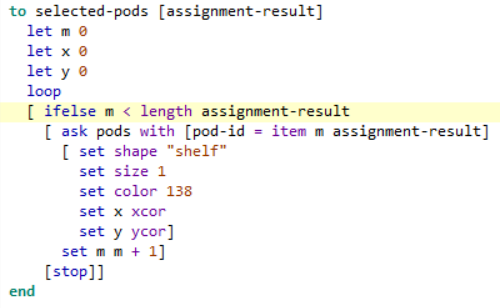 to selected-pods [assignment-result]
let m 0
let x 0
let y 0
loop
[ ifelse m < length assignment-result
[ ask pods with [pod-id = item m assignment-result]
[ set shape "shelf"
set size 1
set color 138
set x xcor
set y ycor]
set m m + 1]
[stop]]
end